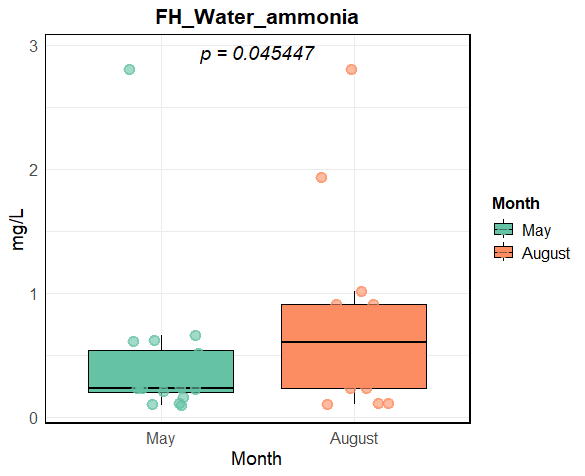 FH_Water_ammonia
p = 0.045447
3
2
1
0
mg/L
May
August
Month
Month
May
August